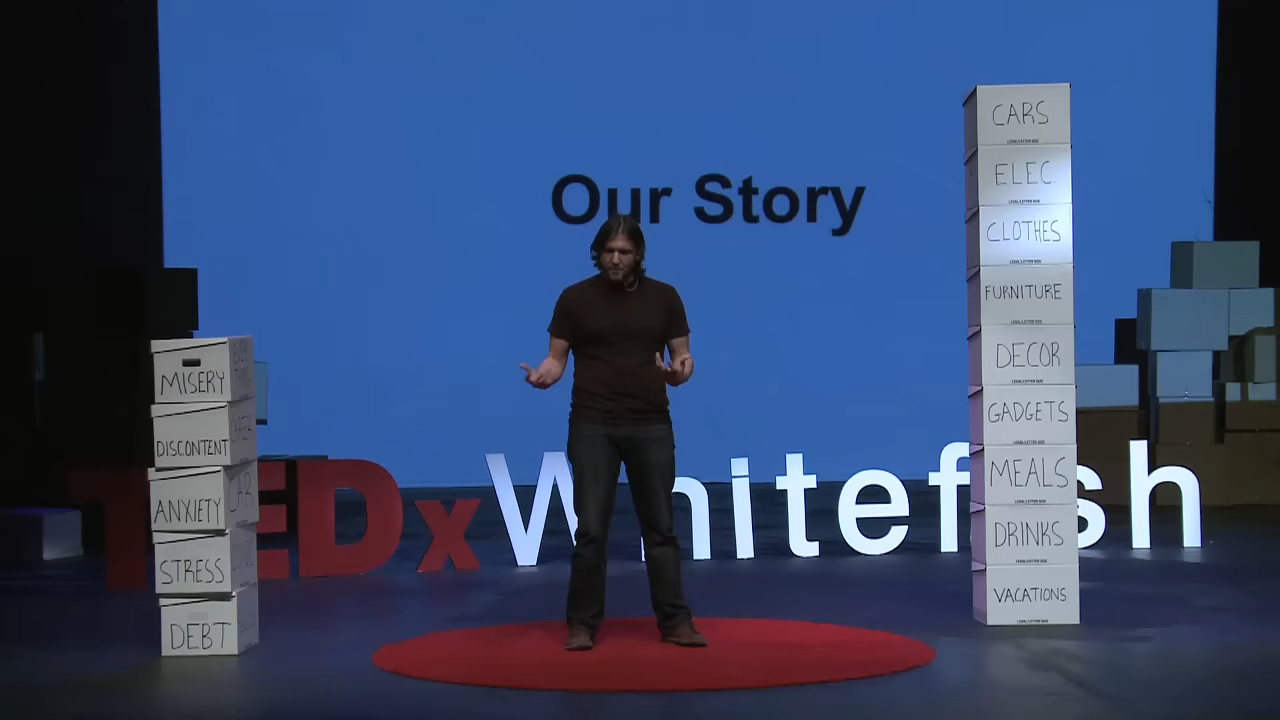 Our Story
CARS
ELEC.
CLOTHES
FURNITURE
DECOR
GADGETS
MEALS
DRINKS
VACATIONS
MISERY
DISCONTENT
ANXIETY
STRESS
DEBT
TEDxWhitefish